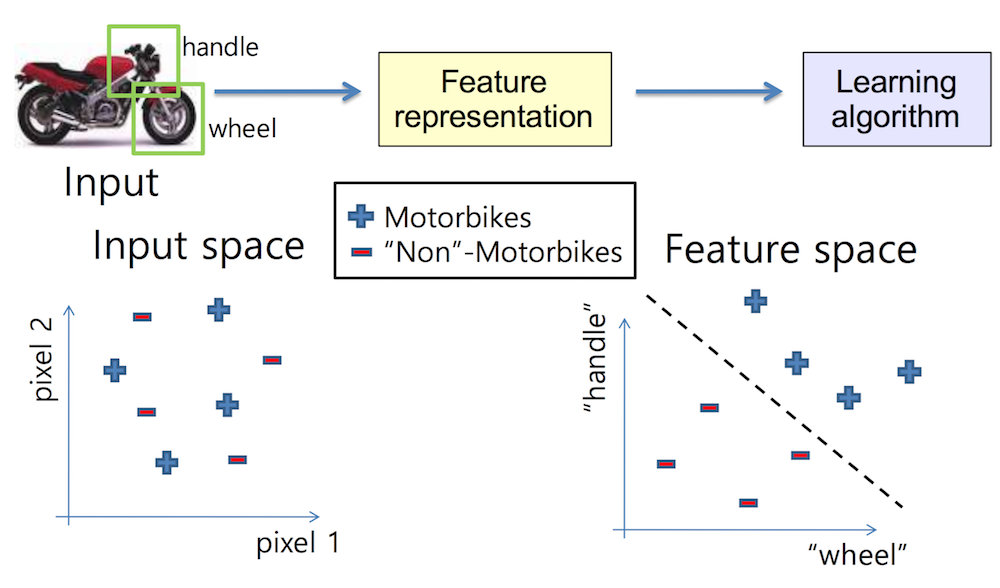 handle
wheel
Input
Feature
representation
Learning
algorithm
Motorbikes
“Non”-Motorbikes
Input space
pixel 2
pixel 1
Feature space
“handle”
“wheel”